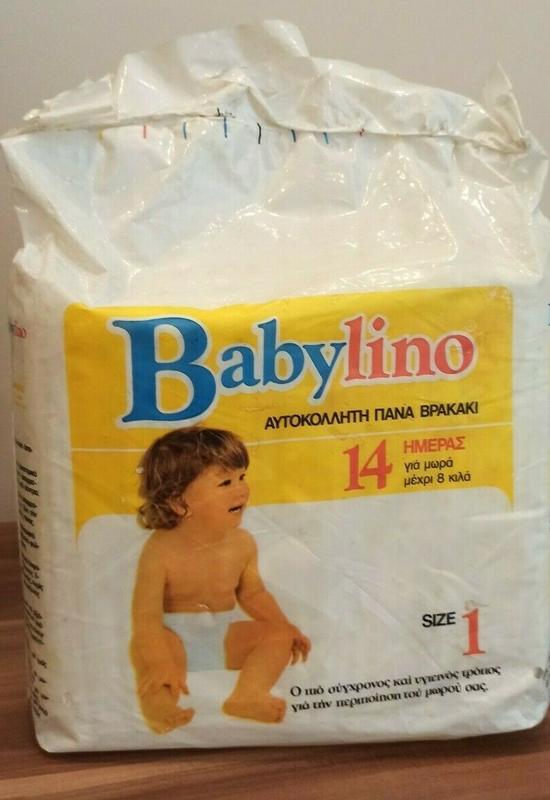 Babylino
ΑΥΤΟΚΟΛΛΗΤΗ ΠΑΝΑ ΒΡΑΚΑΚΙ
14 ΗΜΕΡΑΣ
γιά μωρά
μέχρι 8 κιλά
SIZE 1
Ο πιό σύγχρονος καί υγιεινός τρόπος
γιά τήν περιποίηση τού μωρού σας.